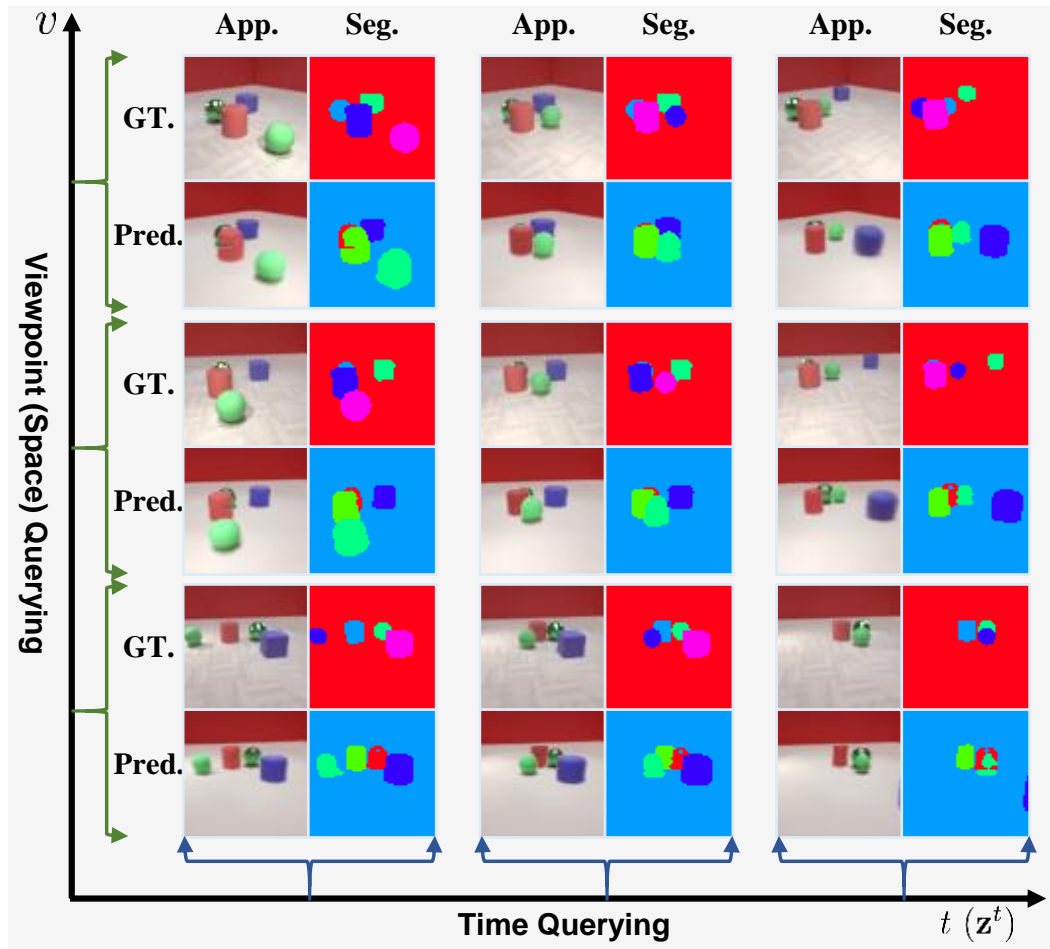 v App. Seg. App. Seg. App. Seg.
GT.
Pred.
GT.
Pred.
GT.
Pred.
Viewpoint (Space) Querying
Time Querying t (z^t)